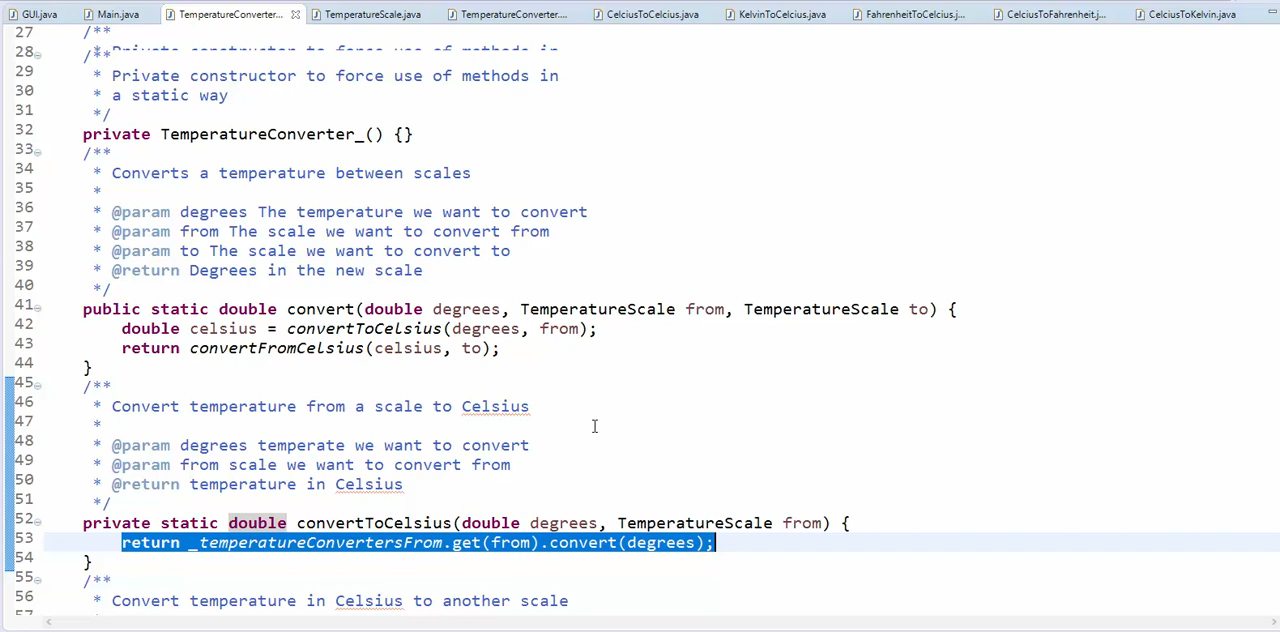 GUI.java Main.java TemperatureConverter... TemperatureScale.java TemperatureConverter.... CelciusToCelcius.java KelvinToCelcius.java FahrenheitToCelcius.j... CelciusToFahrenheit.j... CelciusToKelvin.java
27 /**
28 /**
29 * Private constructor to force use of methods in
30 * a static way
31 */
32 private TemperatureConverter_() {}
33 /**
34 * Converts a temperature between scales
35 *
36 * @param degrees The temperature we want to convert
37 * @param from The scale we want to convert from
38 * @param to The scale we want to convert to
39 * @return Degrees in the new scale
40 */
41 public static double convert(double degrees, TemperatureScale from, TemperatureScale to) {
42 double celsius = convertToCelsius(degrees, from);
43 return convertFromCelsius(celsius, to);
44 }
45 /**
46 * Convert temperature from a scale to Celsius
47 *
48 * @param degrees temperate we want to convert
49 * @param from scale we want to convert from
50 * @return temperature in Celsius
51 */
52 private static double convertToCelsius(double degrees, TemperatureScale from) {
53 return _temperatureConvertersFrom.get(from).convert(degrees);
54 }
55 /**
56 * Convert temperature in Celsius to another scale